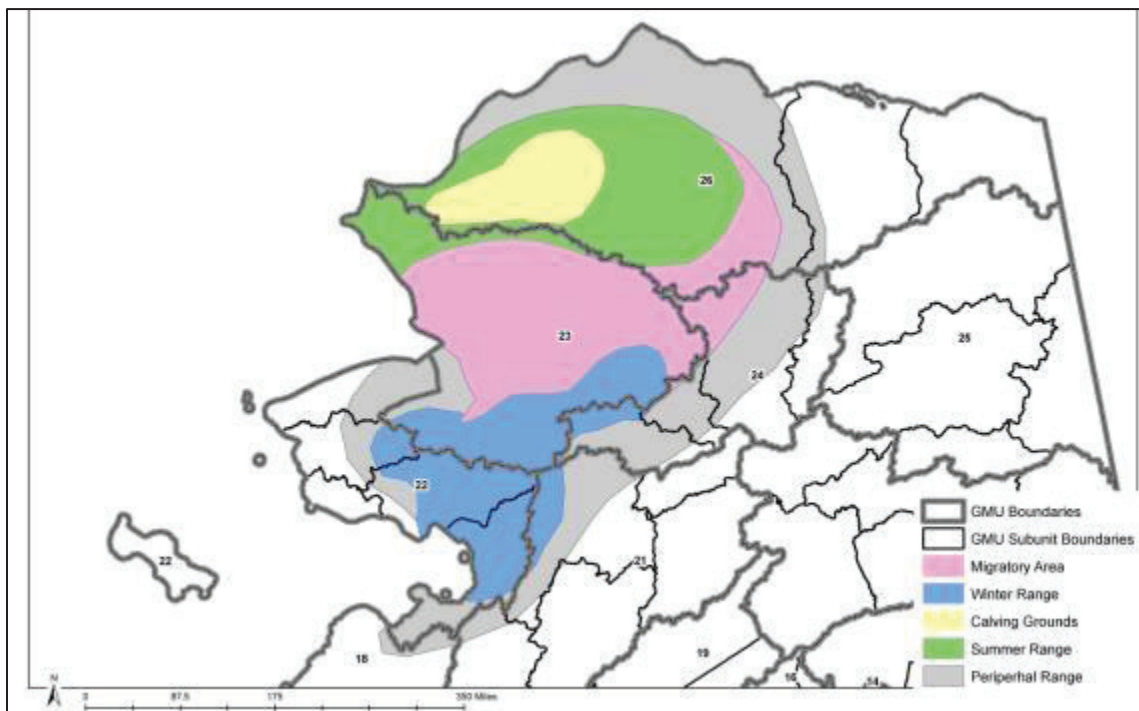 26
23
25
24
22
22
21
18
19
16
14
GMU Boundaries
GMU Subunit Boundaries
Migratory Area
Winter Range
Calving Grounds
Summer Range
Periperhal Range
N
0 87.5 175 350 Miles